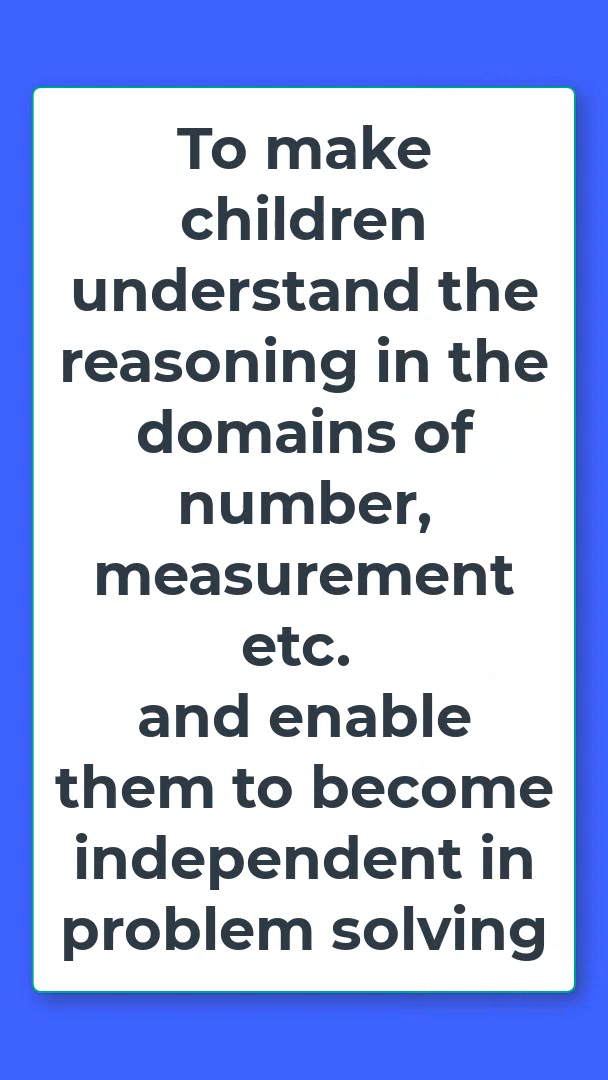 To make
children
understand the
reasoning in the
domains of
number,
measurement
etc.
and enable
them to become
independent in
problem solving